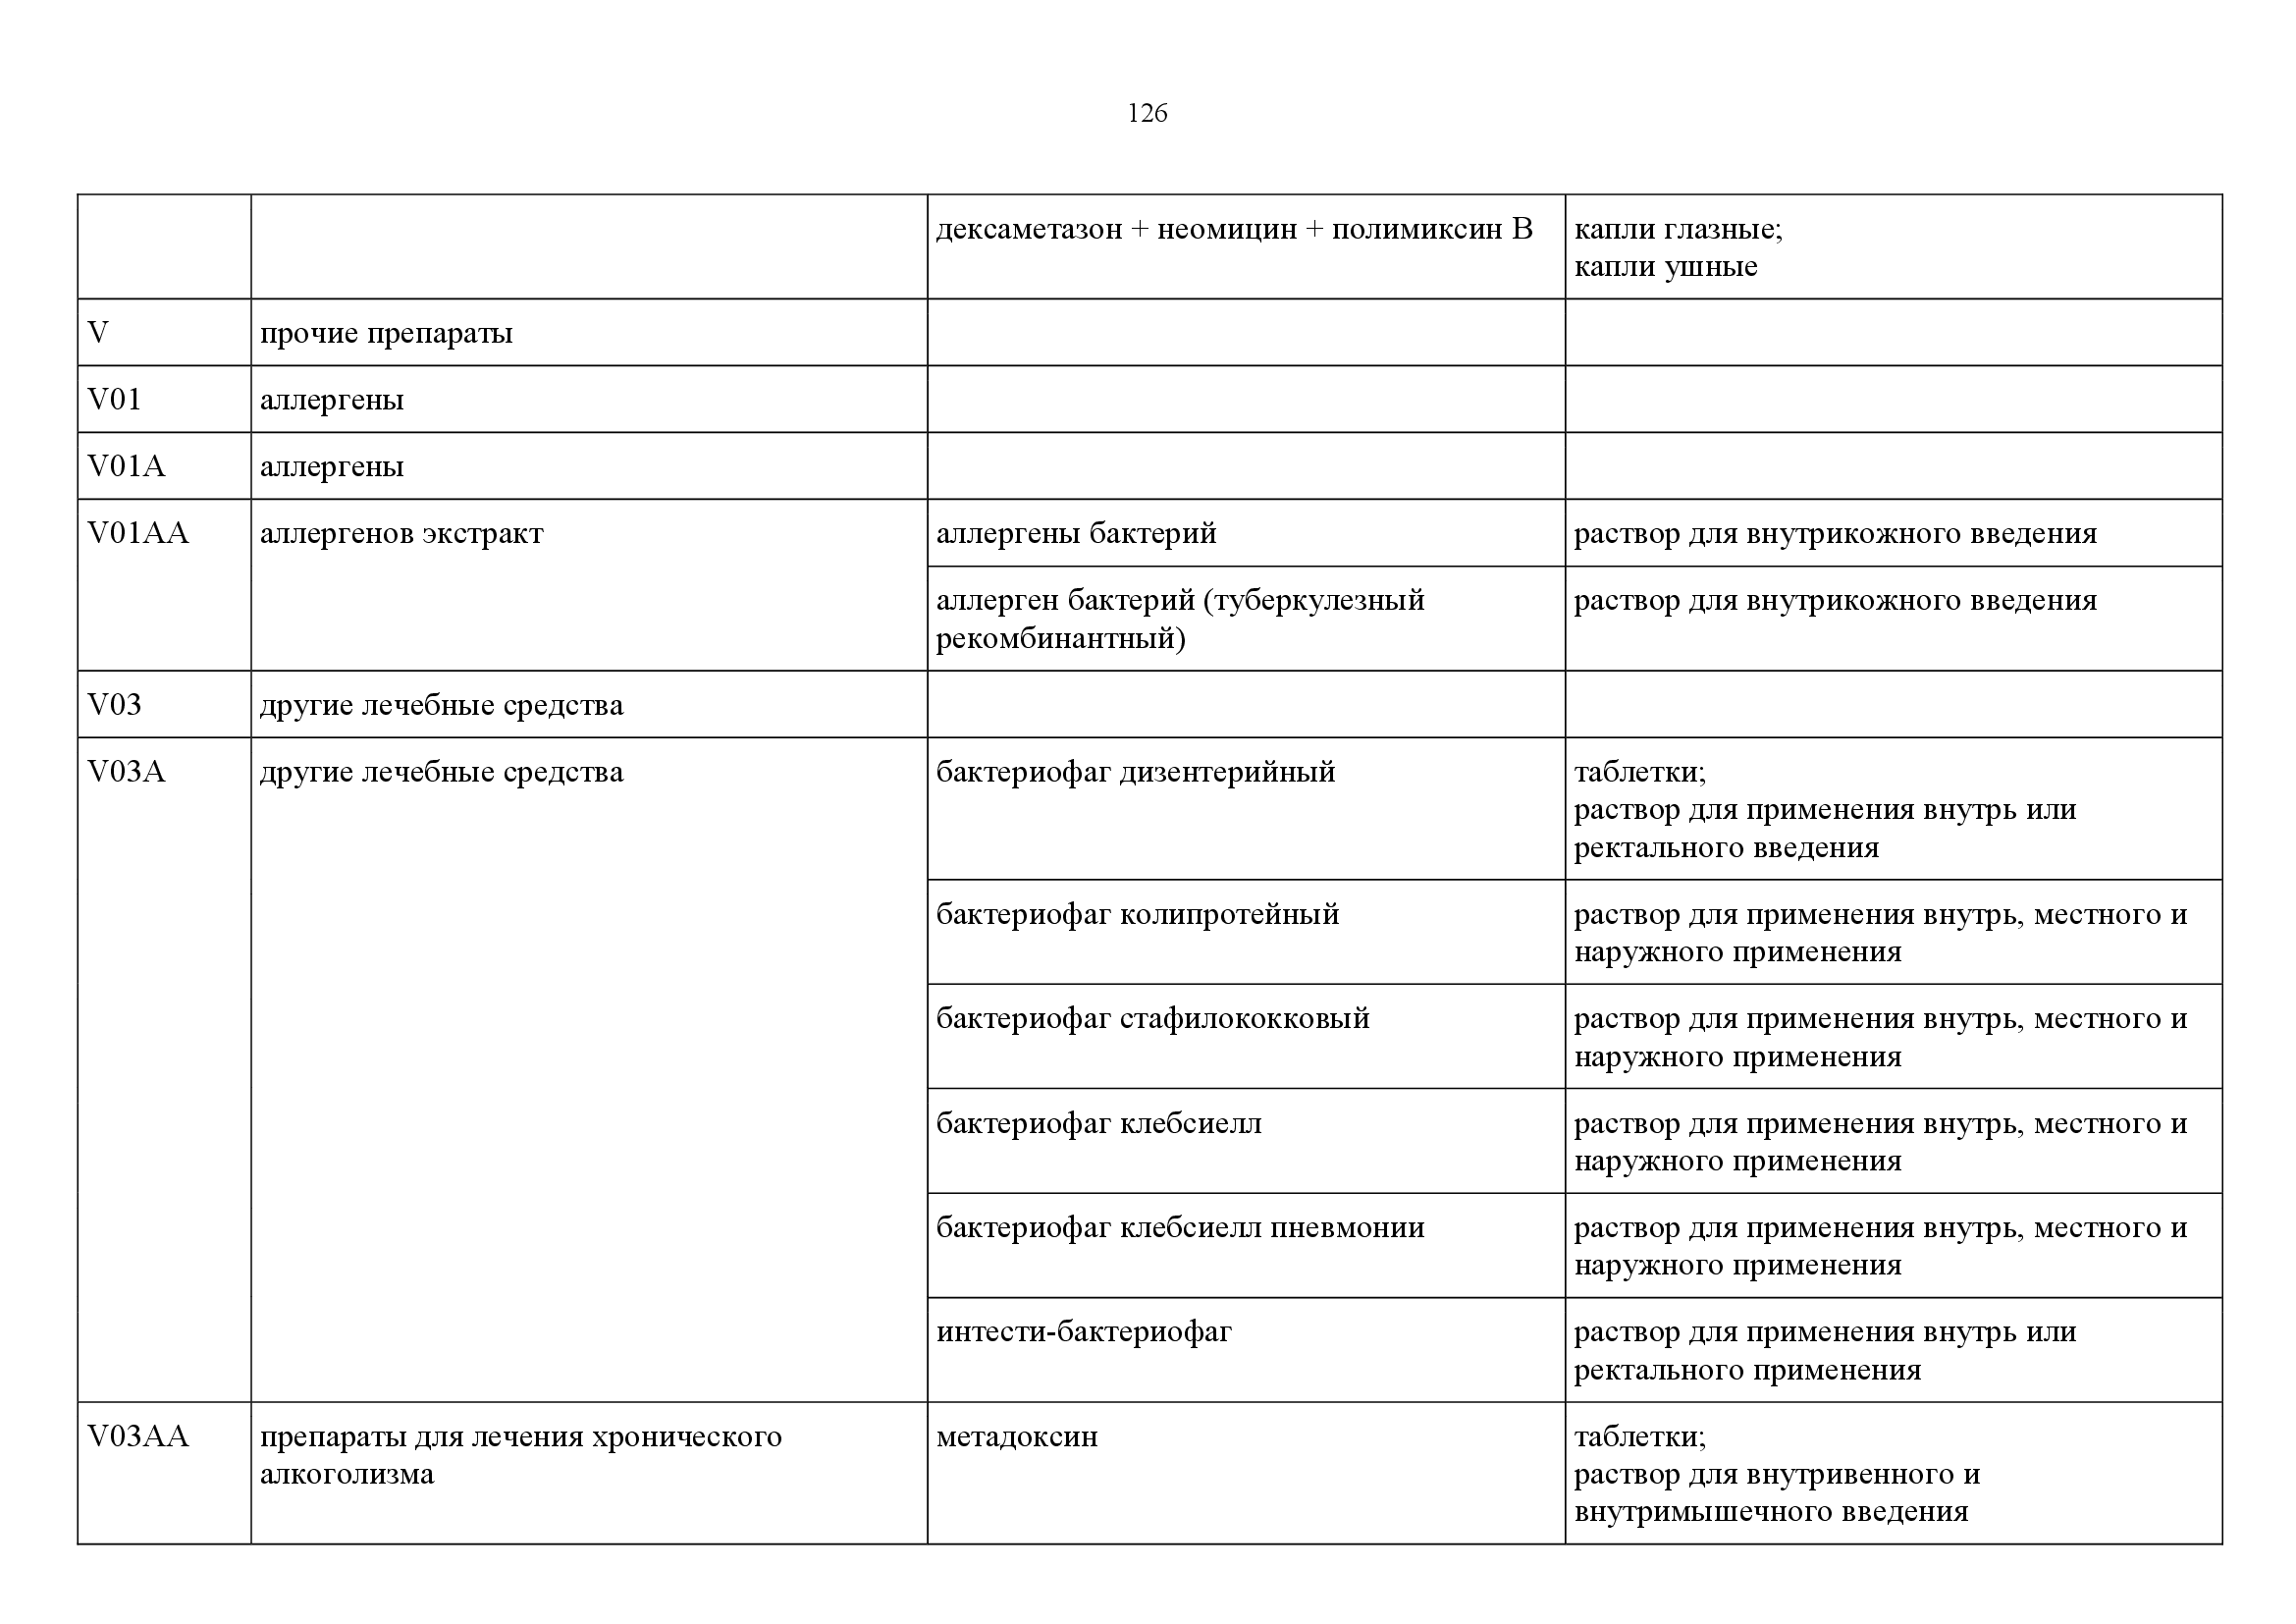 126
дексаметазон + неомицин + полимиксин B
капли глазные;
капли ушные
V
прочие препараты
V01
аллергены
V01A
аллергены
V01AA
аллергенов экстракт
аллергены бактерий
раствор для внутрикожного введения
аллерген бактерий (туберкулезный
рекомбинантный)
раствор для внутрикожного введения
V03
другие лечебные средства
V03A
другие лечебные средства
бактериофаг дизентерийный
таблетки;
раствор для применения внутрь или
ректального введения
бактериофаг колипротейный
раствор для применения внутрь, местного и
наружного применения
бактериофаг стафилококковый
раствор для применения внутрь, местного и
наружного применения
бактериофаг клебсиелл
раствор для применения внутрь, местного и
наружного применения
бактериофаг клебсиелл пневмонии
раствор для применения внутрь, местного и
наружного применения
интести-бактериофаг
раствор для применения внутрь или
ректального применения
V03AA
препараты для лечения хронического
алкоголизма
метадоксин
таблетки;
раствор для внутривенного и
внутримышечного введения